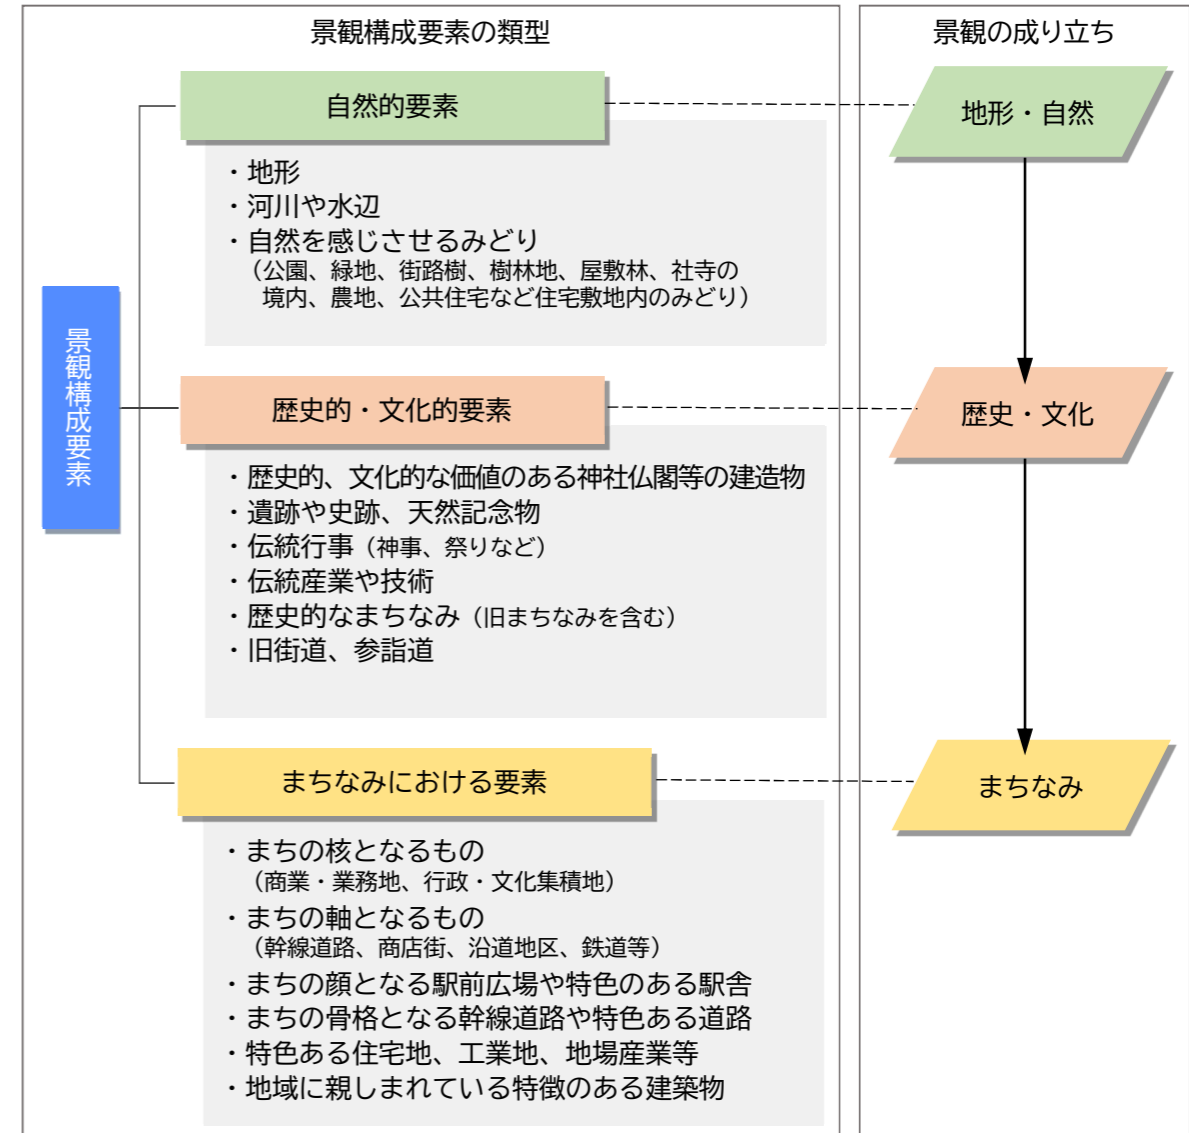 景観構成要素の類型
景観構成要素
自然的要素
・地形
・河川や水辺
・自然を感じさせるみどり
（公園、緑地、街路樹、樹林地、屋敷林、社寺の
境内、農地、公共住宅など住宅敷地内のみどり）
歴史的・文化的要素
・歴史的、文化的な価値のある神社仏閣等の建造物
・遺跡や史跡、天然記念物
・伝統行事（神事、祭りなど）
・伝統産業や技術
・歴史的なまちなみ（旧まちなみを含む）
・旧街道、参詣道
まちなみにおける要素
・まちの核となるもの
（商業・業務地、行政・文化集積地）
・まちの軸となるもの
（幹線道路、商店街、沿道地区、鉄道等）
・まちの顔となる駅前広場や特色のある駅舎
・まちの骨格となる幹線道路や特色ある道路
・特色ある住宅地、工業地、地場産業等
・地域に親しまれている特徴のある建築物
景観の成り立ち
地形・自然
歴史・文化
まちなみ